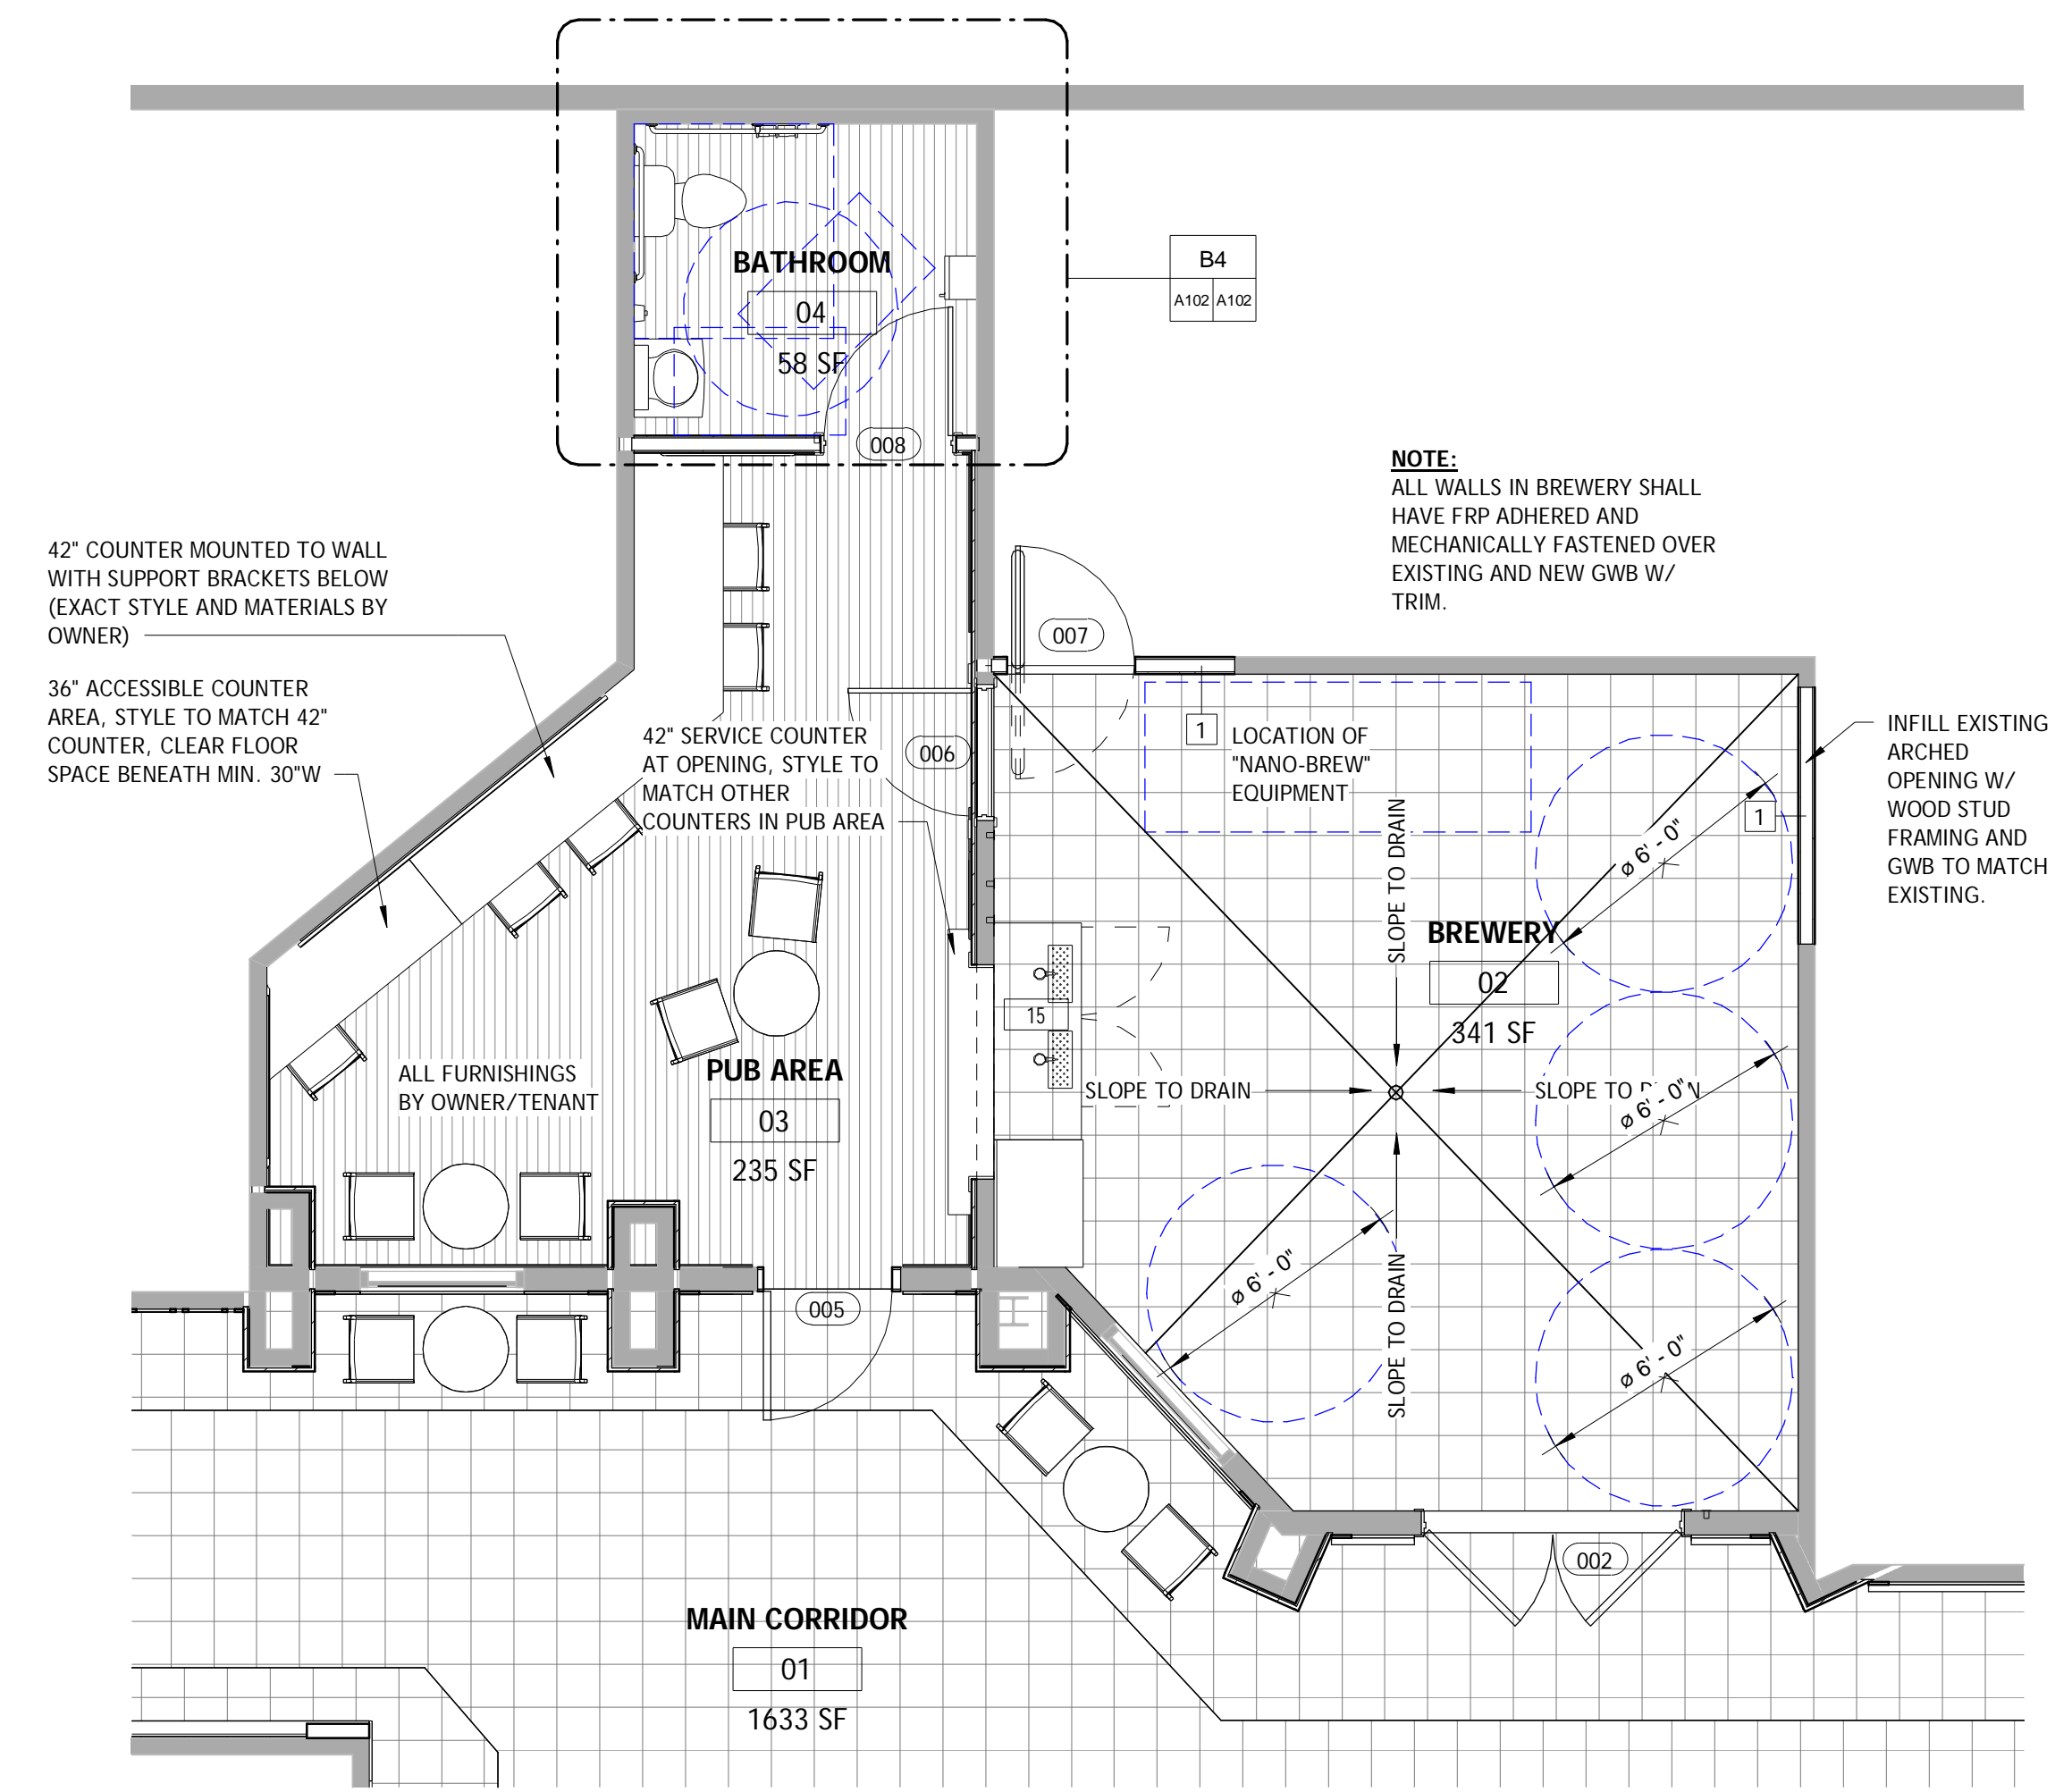 BATHROOM
04
58 SF
008
B4
A102 A102
NOTE:
ALL WALLS IN BREWERY SHALL
HAVE FRP ADHERED AND
MECHANICALLY FASTENED OVER
EXISTING AND NEW GWB W/
TRIM.
42" COUNTER MOUNTED TO WALL
WITH SUPPORT BRACKETS BELOW
(EXACT STYLE AND MATERIALS BY
OWNER)
36" ACCESSIBLE COUNTER
AREA, STYLE TO MATCH 42"
COUNTER, CLEAR FLOOR
SPACE BENEATH MIN. 30"W
007
006
42" SERVICE COUNTER
AT OPENING, STYLE TO
MATCH OTHER
COUNTERS IN PUB AREA
1
LOCATION OF
"NANO-BREW"
EQUIPMENT
INFILL EXISTING
ARCHED
OPENING W/
WOOD STUD
FRAMING AND
GWB TO MATCH
EXISTING.
1
SLOPE TO DRAIN
ø 6' - 0"
BREWERY
02
341 SF
15
SLOPE TO DRAIN
SLOPE TO DRAIN
ø 6' - 0"
ALL FURNISHINGS
BY OWNER/TENANT
PUB AREA
03
235 SF
ø 6' - 0"
SLOPE TO DRAIN
ø 6' - 0"
005
002
MAIN CORRIDOR
01
1633 SF